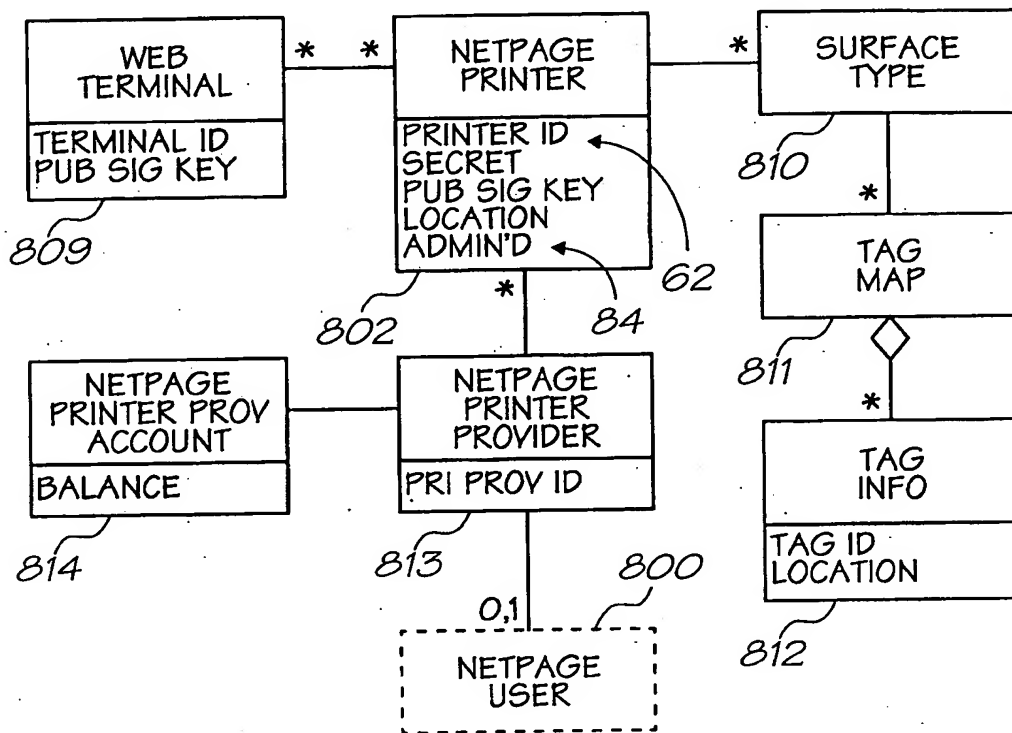 WEB
TERMINAL
TERMINAL ID
PUB SIG KEY
809
*
*
NETPAGE
PRINTER
PRINTER ID
SECRET
PUB SIG KEY
LOCATION
ADMIN'D
802
62
84
*
*
SURFACE
TYPE
810
*
TAG
MAP
811
*
TAG
INFO
TAG ID
LOCATION
812
NETPAGE
PRINTER PROV
ACCOUNT
BALANCE
814
NETPAGE
PRINTER
PROVIDER
PRI PROV ID
813
800
0,1
NETPAGE
USER